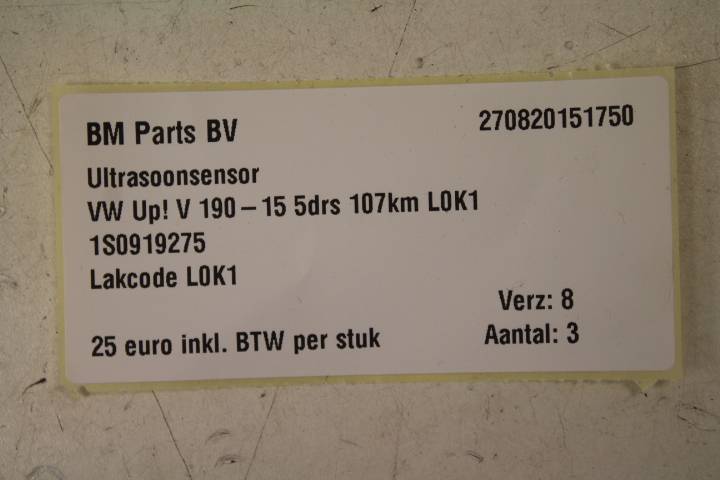 BM Parts BV 270820151750
Ultrasoonsensor
VW Up! V 190-15 5drs 107km L0K1
1S0919275
Lakcode L0K1
Verz: 8
25 euro inkl. BTW per stuk Aantal: 3